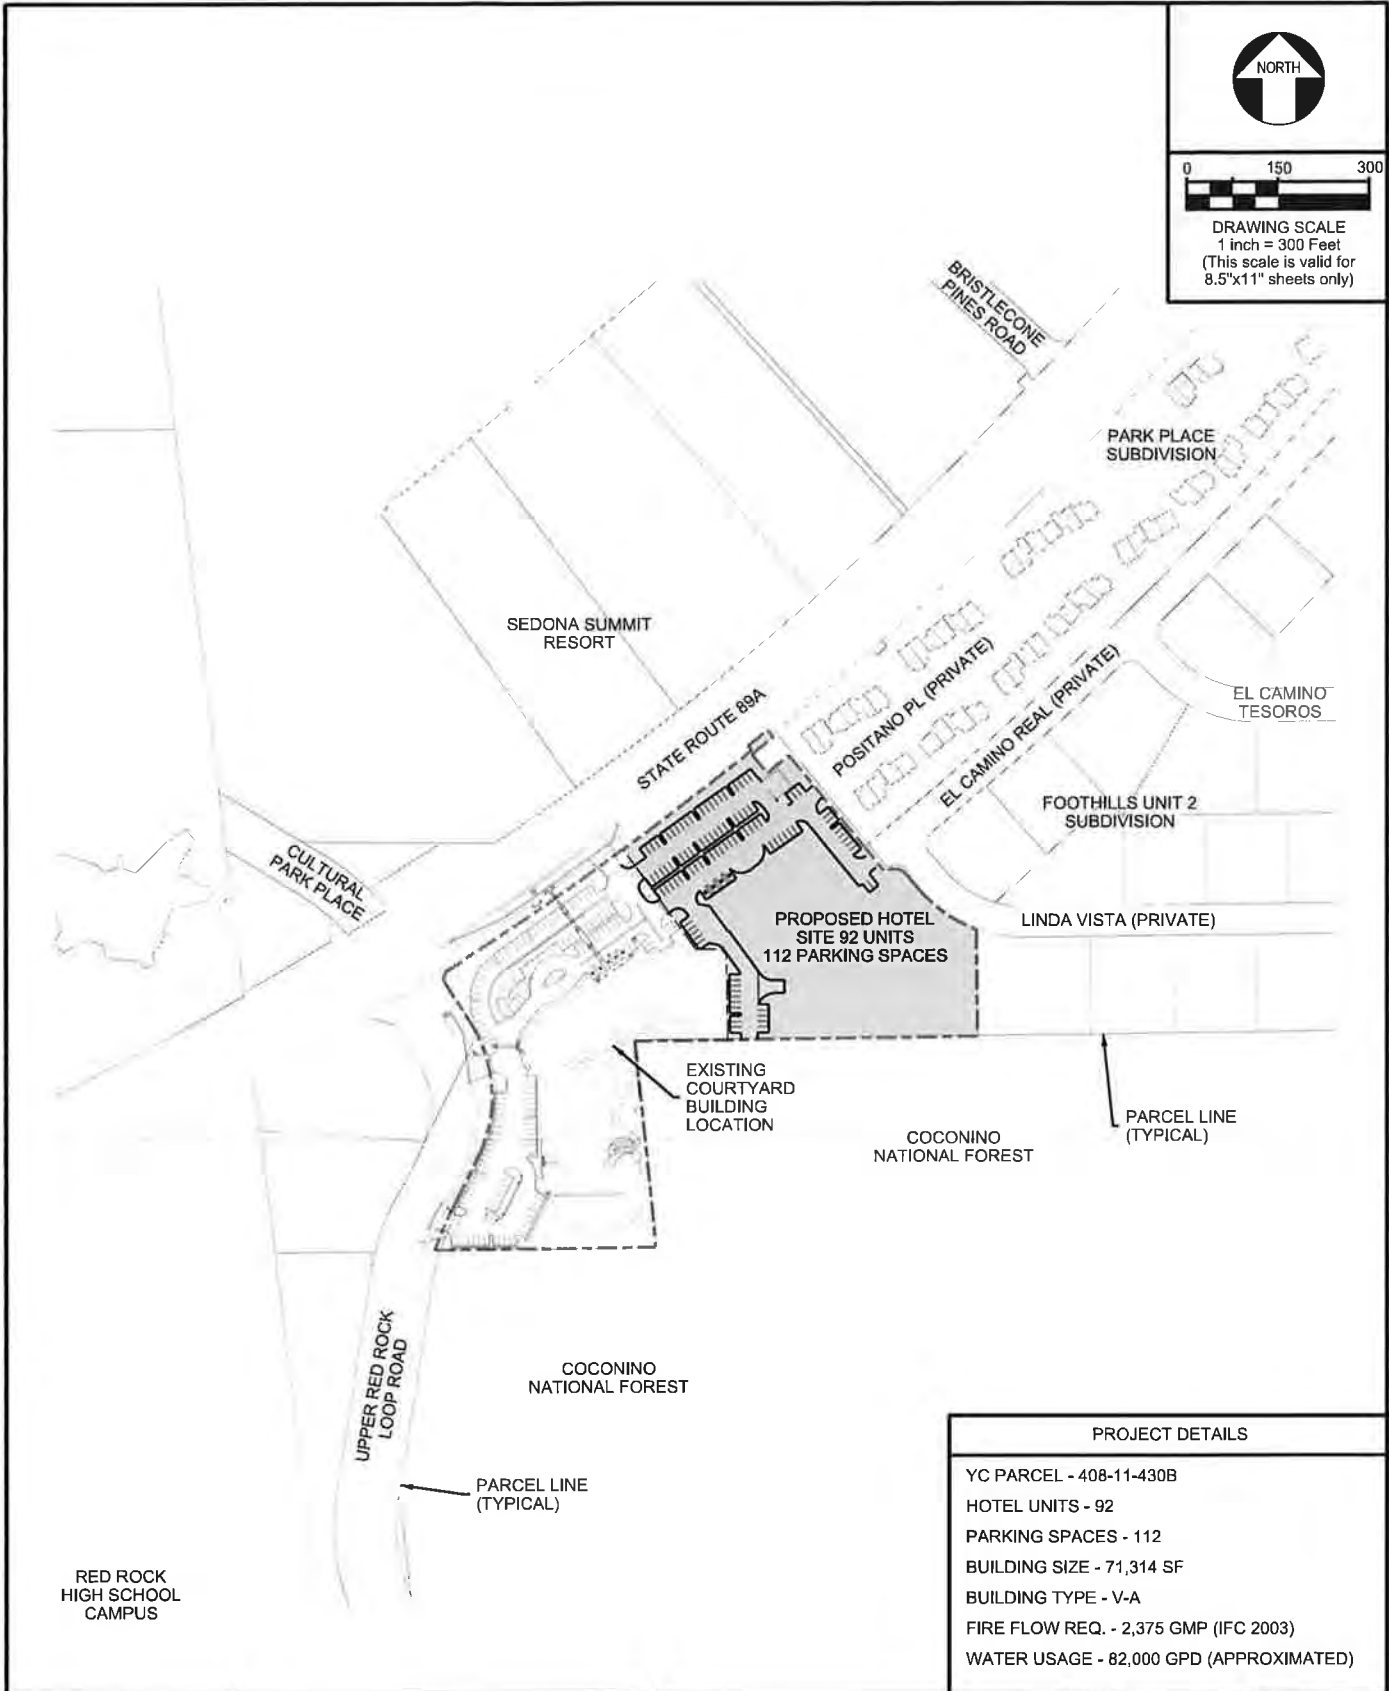 NORTH
0 150 300
DRAWING SCALE
1 inch = 300 Feet
(This scale is valid for
8.5"x11" sheets only)
BRISTLECONE
PINES ROAD
PARK PLACE
SUBDIVISION
SEDONA SUMMIT
RESORT
STATE ROUTE 89A
POSITANO PL (PRIVATE)
EL CAMINO REAL (PRIVATE)
EL CAMINO
TESOROS
FOOTHILLS UNIT 2
SUBDIVISION
CULTURAL
PARK PLACE
PROPOSED HOTEL
SITE 92 UNITS
112 PARKING SPACES
LINDA VISTA (PRIVATE)
EXISTING
COURTYARD
BUILDING
LOCATION
PARCEL LINE
(TYPICAL)
COCONINO
NATIONAL FOREST
UPPER RED ROCK
LOOP ROAD
COCONINO
NATIONAL FOREST
PARCEL LINE
(TYPICAL)
RED ROCK
HIGH SCHOOL
CAMPUS
PROJECT DETAILS
YC PARCEL - 408-11-430B
HOTEL UNITS - 92
PARKING SPACES - 112
BUILDING SIZE - 71,314 SF
BUILDING TYPE - V-A
FIRE FLOW REQ. - 2,375 GMP (IFC 2003)
WATER USAGE - 82,000 GPD (APPROXIMATED)